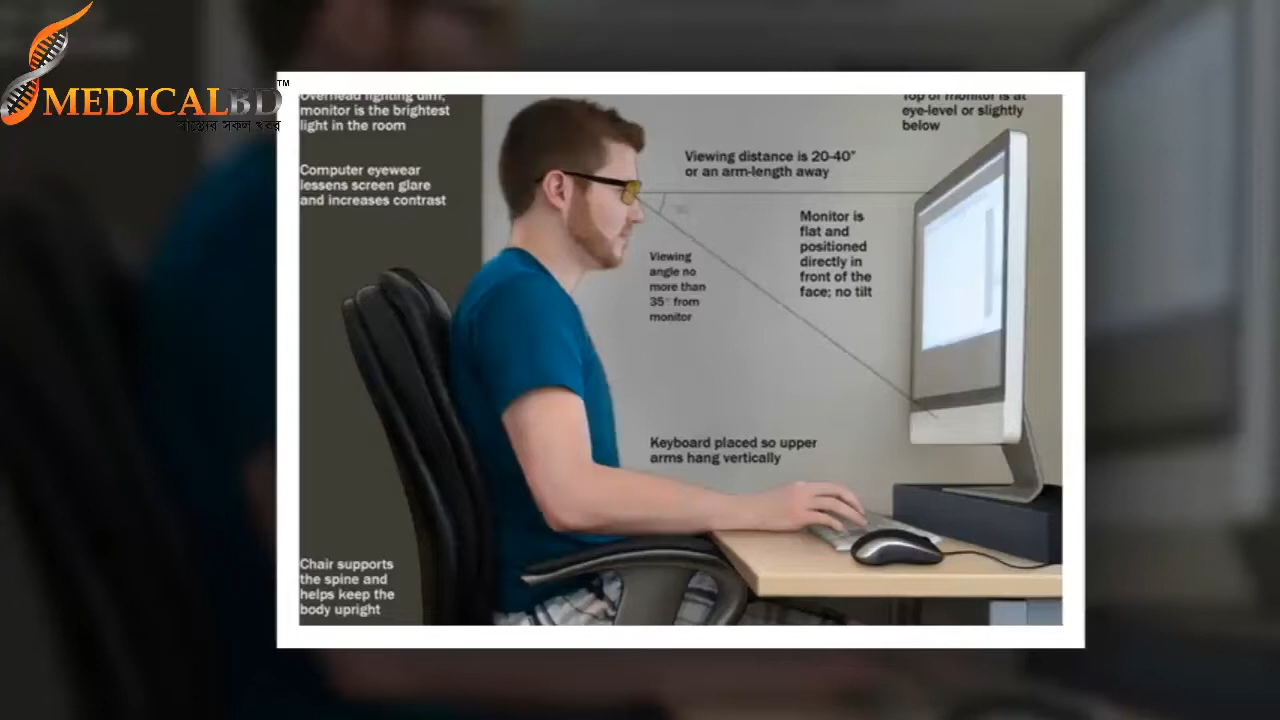 MEDICALBD™
স্বাস্থ্যের সকল খবর
Overhead lighting dim,
monitor is the brightest
light in the room
Computer eyewear
lessens screen glare
and increases contrast
Top of monitor is at
eye-level or slightly
below
Viewing distance is 20-40"
or an arm-length away
Monitor is
flat and
positioned
directly in
front of the
face; no tilt
Viewing
angle no
more than
35° from
monitor
Keyboard placed so upper
arms hang vertically
Chair supports
the spine and
helps keep the
body upright